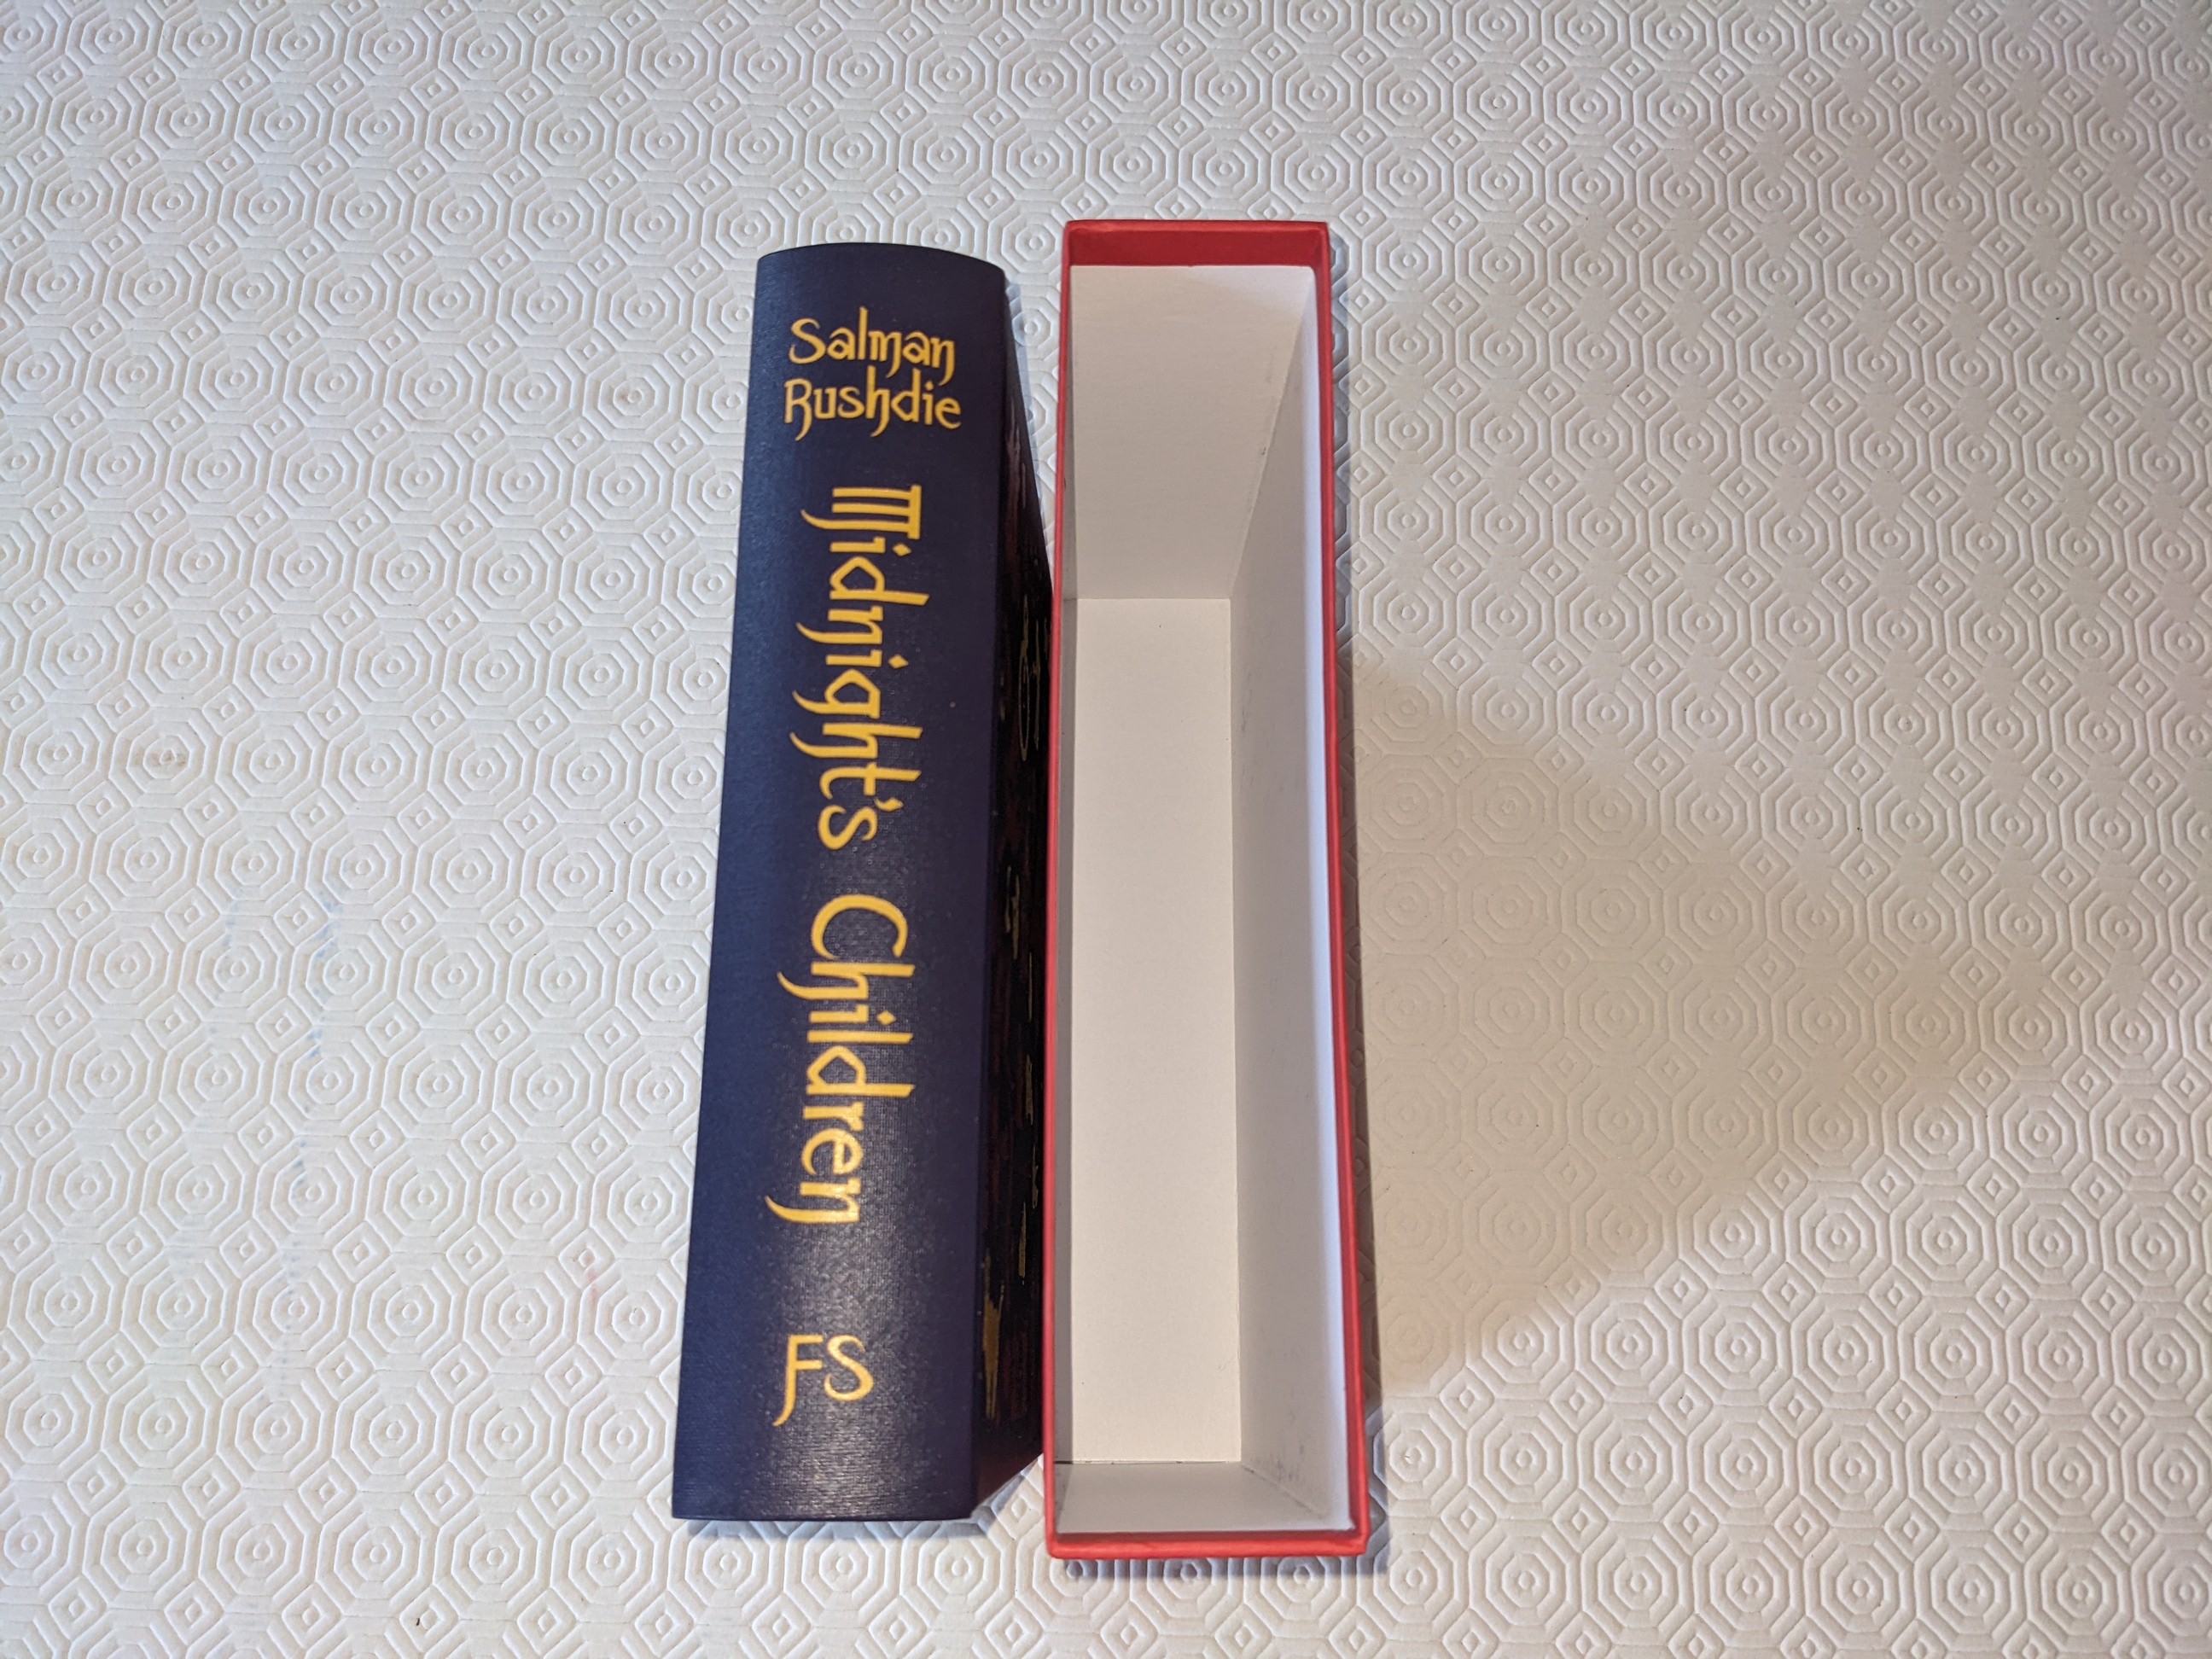 Salman
Rushdie
Midnight's Children
FS